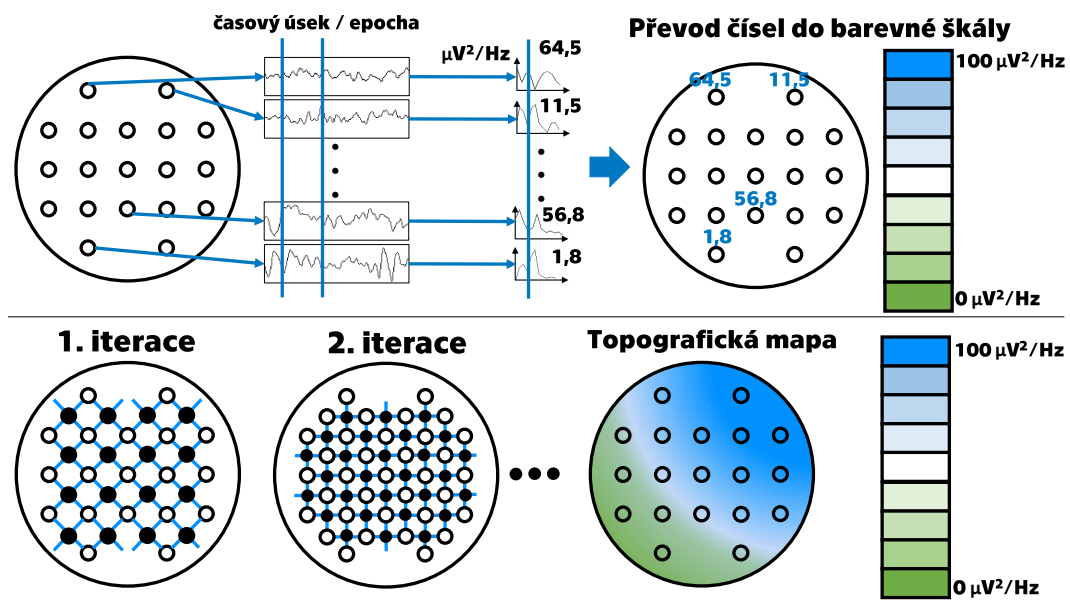 časový úsek / epocha
μV²/Hz
64,5
11,5
56,8
1,8
Převod čísel do barevné škály
64,5
11,5
56,8
1,8
100 μV²/Hz
0 μV²/Hz
1. iterace
2. iterace
Topografická mapa
100 μV²/Hz
0 μV²/Hz